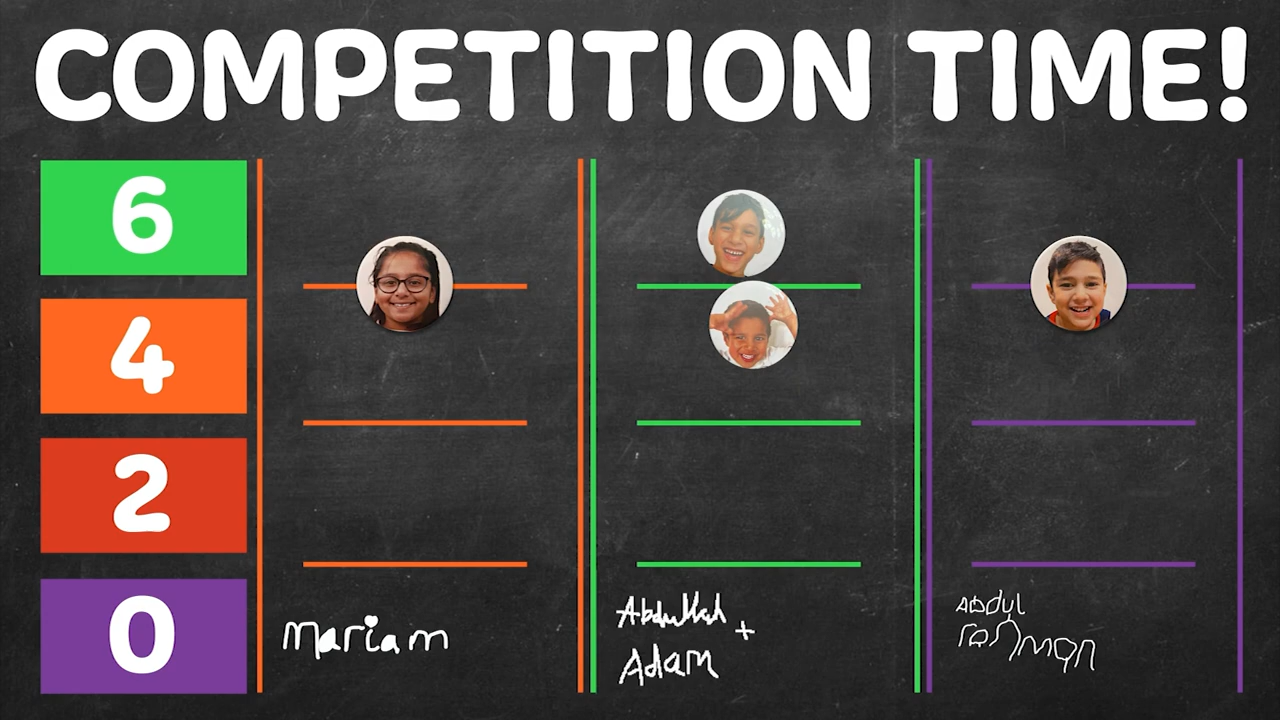 COMPETITION TIME!
6
4
2
0
mariam
Abdullah +
Adam
Abdul
rahman